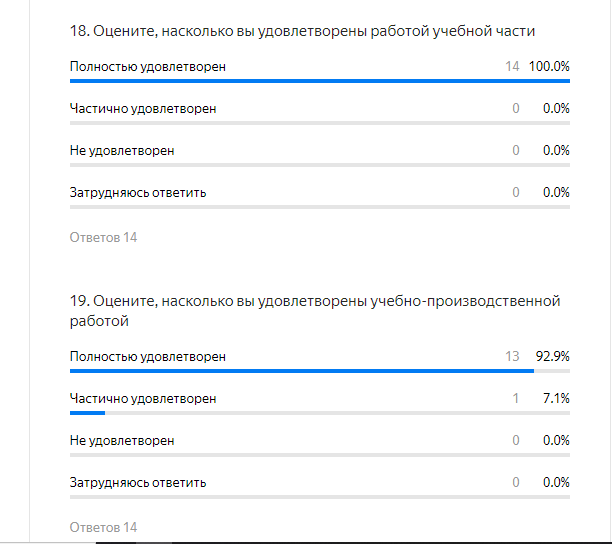 18. Оцените, насколько вы удовлетворены работой учебной части
Полностью удовлетворен 14 100.0%
Частично удовлетворен 0 0.0%
Не удовлетворен 0 0.0%
Затрудняюсь ответить 0 0.0%
Ответов 14
19. Оцените, насколько вы удовлетворены учебно-производственной
работой
Полностью удовлетворен 13 92.9%
Частично удовлетворен 1 7.1%
Не удовлетворен 0 0.0%
Затрудняюсь ответить 0 0.0%
Ответов 14